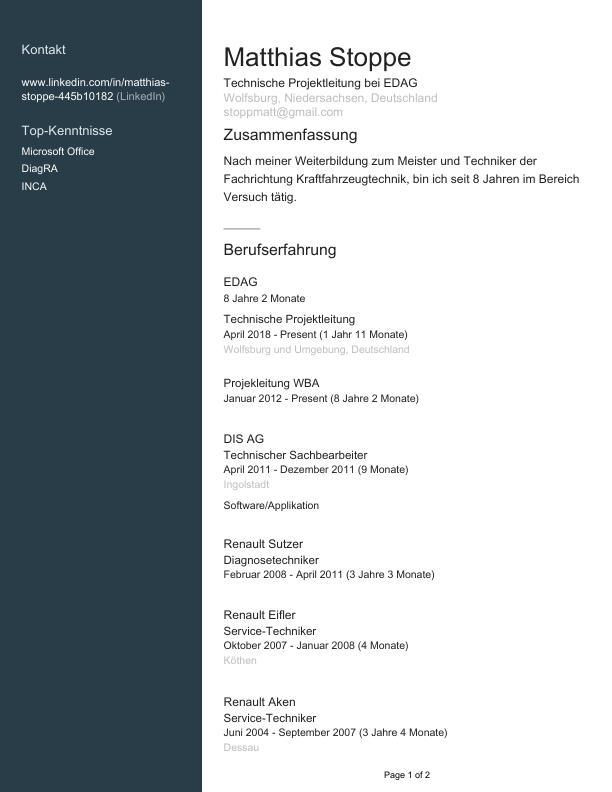 Kontakt
www.linkedin.com/in/matthias-
stoppe-445b10182 (LinkedIn)
Top-Kenntnisse
Microsoft Office
DiagRA
INCA
Matthias Stoppe
Technische Projektleitung bei EDAG
Wolfsburg, Niedersachsen, Deutschland
stoppmatt@gmail.com
Zusammenfassung
Nach meiner Weiterbildung zum Meister und Techniker der
Fachrichtung Kraftfahrzeugtechnik, bin ich seit 8 Jahren im Bereich
Versuch tätig.
Berufserfahrung
EDAG
8 Jahre 2 Monate
Technische Projektleitung
April 2018 - Present (1 Jahr 11 Monate)
Wolfsburg und Umgebung, Deutschland
Projekleitung WBA
Januar 2012 - Present (8 Jahre 2 Monate)
DIS AG
Technischer Sachbearbeiter
April 2011 - Dezember 2011 (9 Monate)
Ingolstadt
Software/Applikation
Renault Sutzer
Diagnosetechniker
Februar 2008 - April 2011 (3 Jahre 3 Monate)
Renault Eifler
Service-Techniker
Oktober 2007 - Januar 2008 (4 Monate)
Köthen
Renault Aken
Service-Techniker
Juni 2004 - September 2007 (3 Jahre 4 Monate)
Dessau
Page 1 of 2